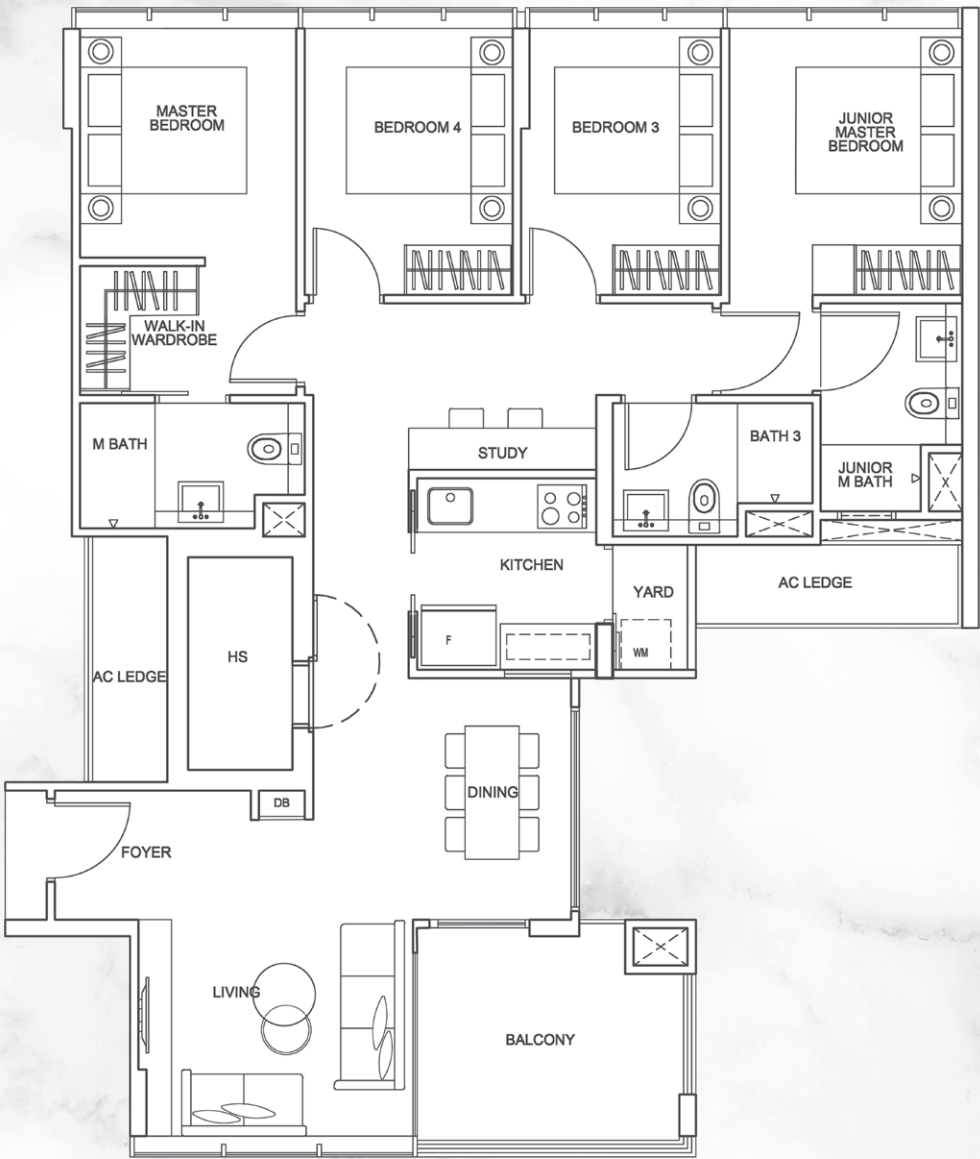 MASTER
BEDROOM
BEDROOM 4
BEDROOM 3
JUNIOR
MASTER
BEDROOM
WALK-IN
WARDROBE
M BATH
STUDY
BATH 3
JUNIOR
M BATH
KITCHEN
YARD
AC LEDGE
F
WM
HS
AC LEDGE
DB
DINING
FOYER
LIVING
BALCONY